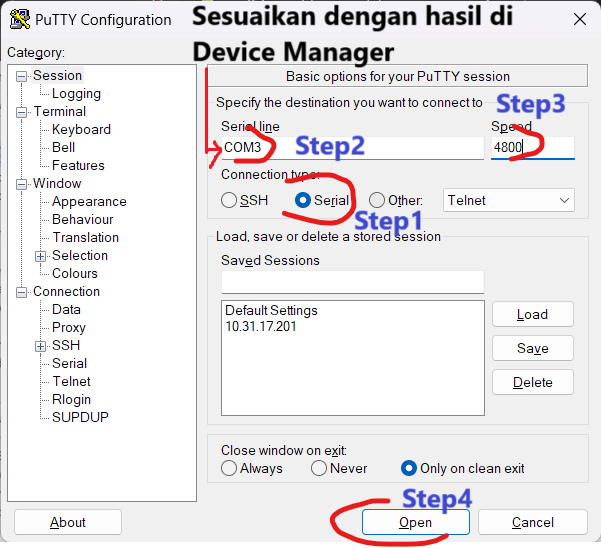 PuTTY Configuration
Sesuaikan dengan hasil di
Device Manager
Category:
Session
Logging
Terminal
Keyboard
Bell
Features
Window
Appearance
Behaviour
Translation
Selection
Colours
Connection
Data
Proxy
SSH
Serial
Telnet
Rlogin
SUPDUP
Basic options for your PuTTY session
Specify the destination you want to connect to
Step3
Serial line
Speed
COM3
Step2
4800
Connection type:
SSH
Serial
Other:
Telnet
Step1
Load, save or delete a stored session
Saved Sessions
Default Settings
10.31.17.201
Load
Save
Delete
Close window on exit:
Always
Never
Only on clean exit
Step4
About
Open
Cancel